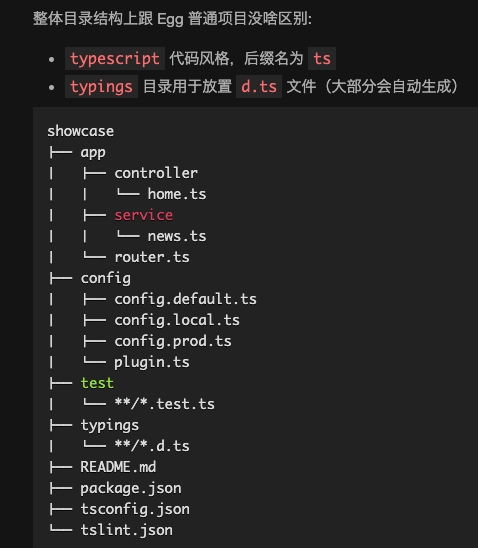 整体目录结构上跟 Egg 普通项目没啥区别:
• typescript 代码风格，后缀名为 ts
• typings 目录用于放置 d.ts 文件（大部分会自动生成）
showcase
├── app
|   ├── controller
|   |   └── home.ts
|   ├── service
|   |   └── news.ts
|   └── router.ts
├── config
|   ├── config.default.ts
|   ├── config.local.ts
|   ├── config.prod.ts
|   └── plugin.ts
├── test
|   └── **/*.test.ts
├── typings
|   └── **/*.d.ts
├── README.md
├── package.json
├── tsconfig.json
└── tslint.json